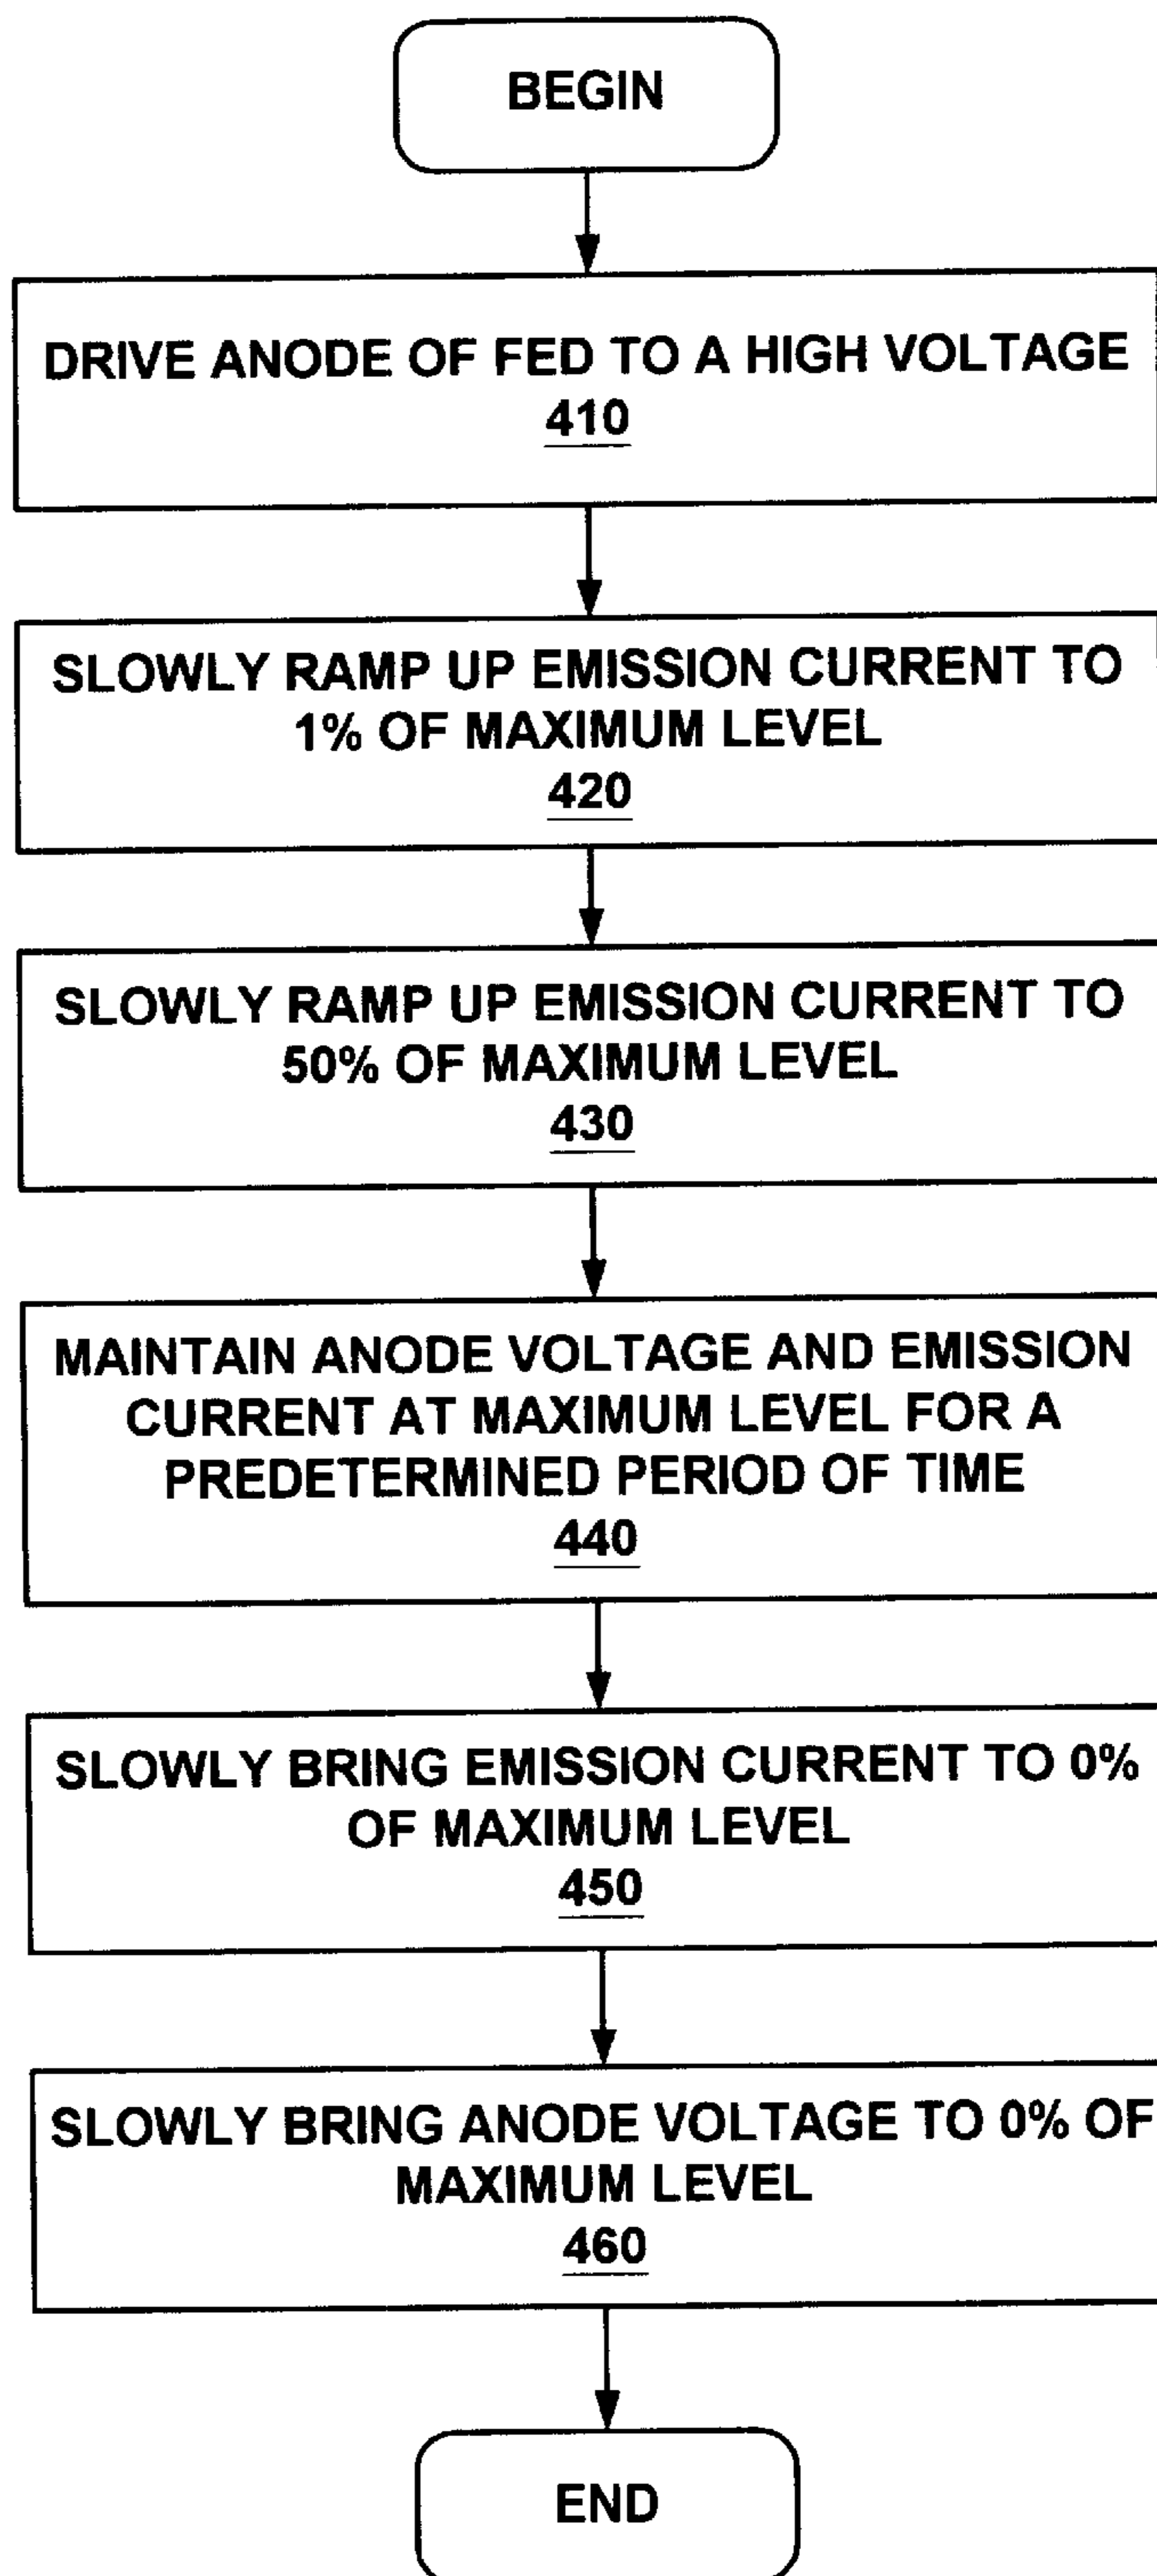 BEGIN
DRIVE ANODE OF FED TO A HIGH VOLTAGE
410
SLOWLY RAMP UP EMISSION CURRENT TO
1% OF MAXIMUM LEVEL
420
SLOWLY RAMP UP EMISSION CURRENT TO
50% OF MAXIMUM LEVEL
430
MAINTAIN ANODE VOLTAGE AND EMISSION
CURRENT AT MAXIMUM LEVEL FOR A
PREDETERMINED PERIOD OF TIME
440
SLOWLY BRING EMISSION CURRENT TO 0%
OF MAXIMUM LEVEL
450
SLOWLY BRING ANODE VOLTAGE TO 0% OF
MAXIMUM LEVEL
460
END